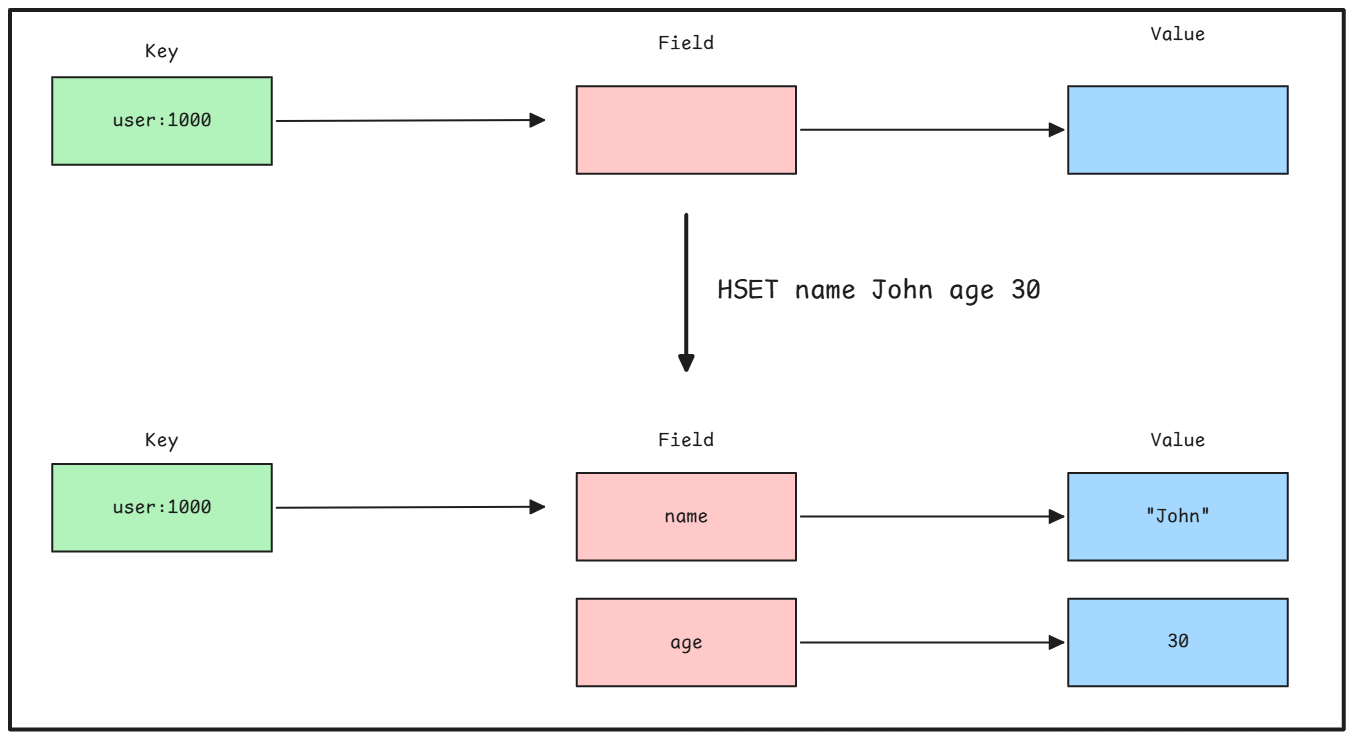 Key
Field
Value
user:1000
HSET name John age 30
Key
Field
Value
user:1000
name
"John"
age
30